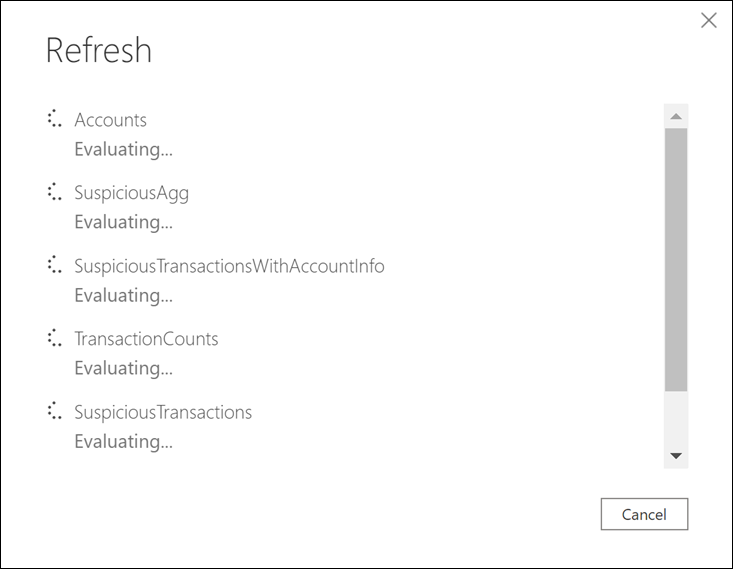 Refresh
Accounts
Evaluating...
SuspiciousAgg
Evaluating...
SuspiciousTransactionsWithAccountInfo
Evaluating...
TransactionCounts
Evaluating...
SuspiciousTransactions
Evaluating...
Cancel